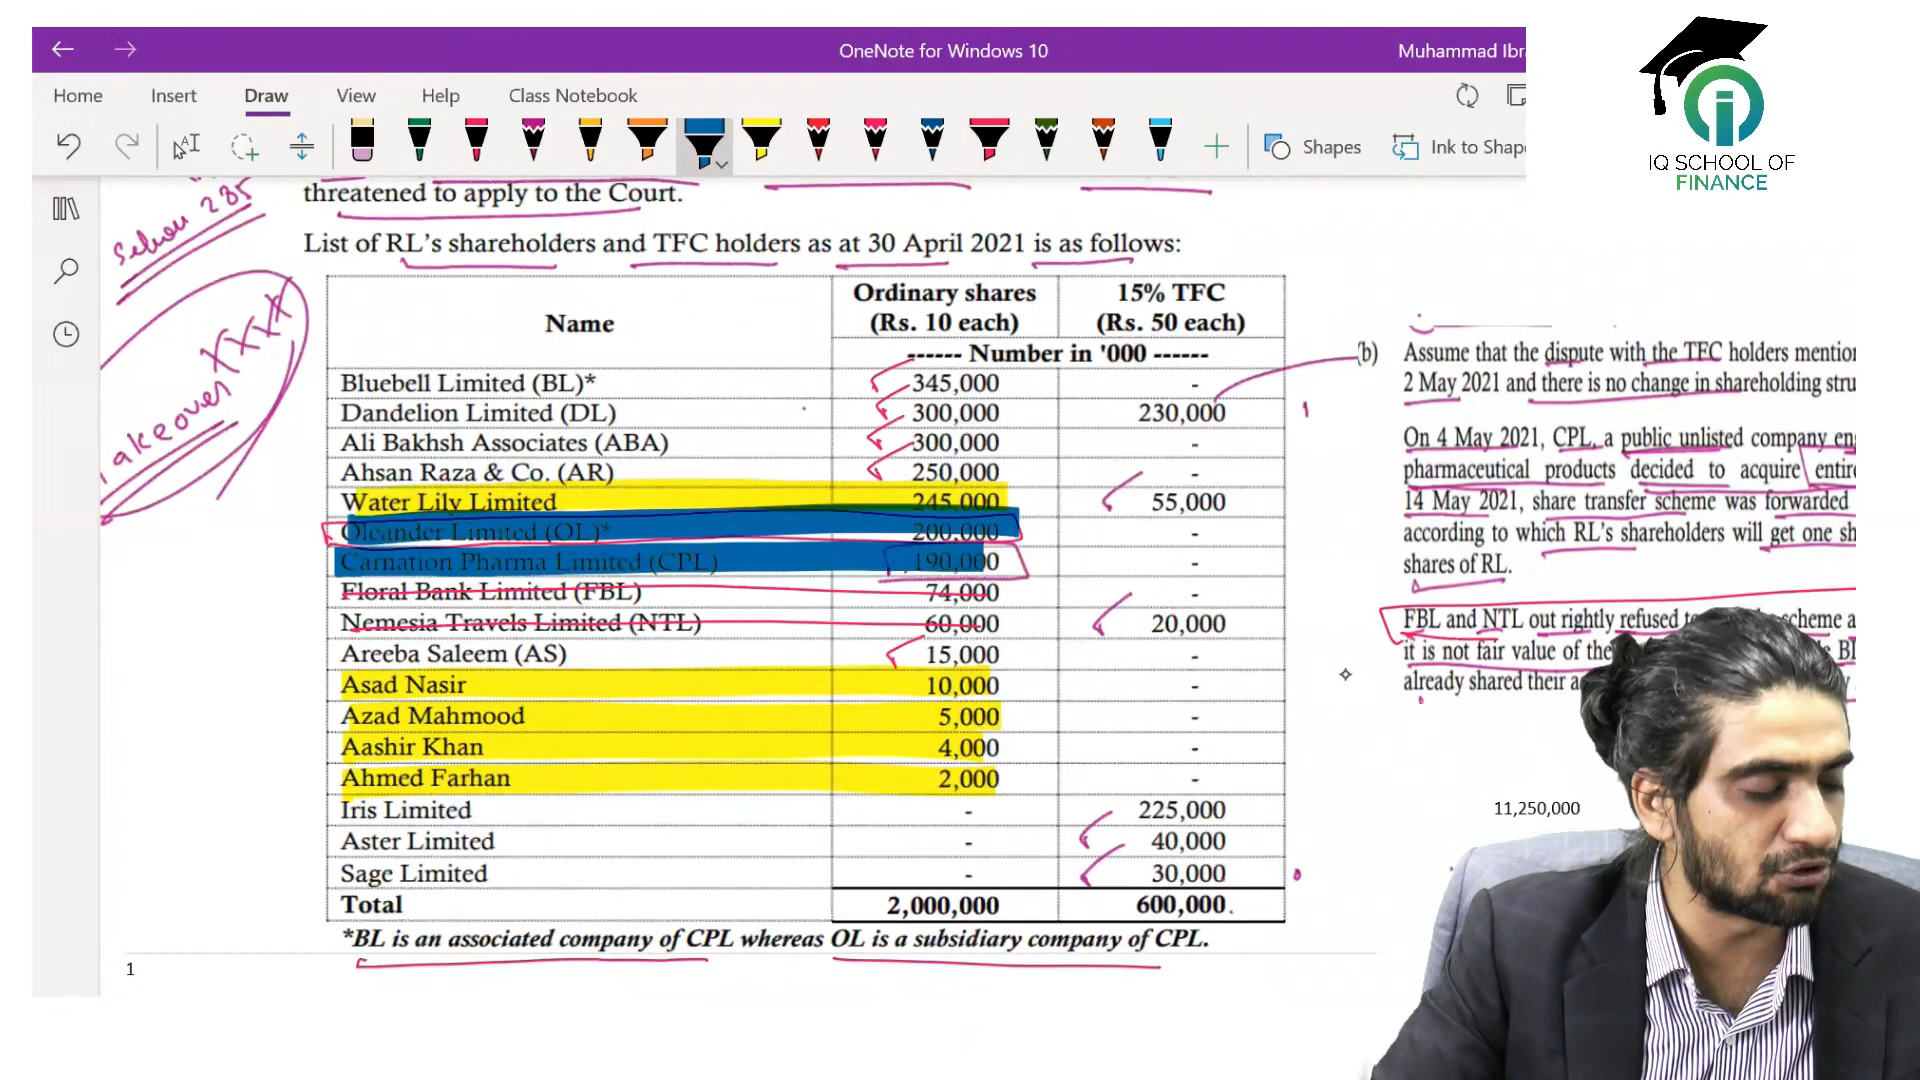 OneNote for Windows 10
Muhammad Ibr
Home Insert Draw View Help Class Notebook
Shapes
Ink to Shap
IQ SCHOOL OF
FINANCE
threatened to apply to the Court.
List of RL's shareholders and TFC holders as at 30 April 2021 is as follows:
Name
Ordinary shares
(Rs. 10 each)
15% TFC
(Rs. 50 each)
------ Number in '000 ------
Bluebell Limited (BL)* 345,000 -
Dandelion Limited (DL) 300,000 230,000
Ali Bakhsh Associates (ABA) 300,000 -
Ahsan Raza & Co. (AR) 250,000 -
Water Lily Limited 245,000 55,000
Oleander Limited (OL)* 200,000 -
Carnation Pharma Limited (CPL) 190,000 -
Floral Bank Limited (FBL) 74,000 -
Nemesia Travels Limited (NTL) 60,000 20,000
Areeba Saleem (AS) 15,000 -
Asad Nasir 10,000 -
Azad Mahmood 5,000 -
Aashir Khan 4,000 -
Ahmed Farhan 2,000 -
Iris Limited - 225,000
Aster Limited - 40,000
Sage Limited - 30,000
Total 2,000,000 600,000
*BL is an associated company of CPL whereas OL is a subsidiary company of CPL.
1
285
akeover XXXX
(b) Assume that the dispute with the TFC holders mention
2 May 2021 and there is no change in shareholding stru
On 4 May 2021, CPL, a public unlisted company en
pharmaceutical products decided to acquire entire
14 May 2021, share transfer scheme was forwarded
according to which RL's shareholders will get one sh
shares of RL.
FBL and NTL out rightly refused to scheme a
it is not fair value of the BL
already shared their a
11,250,000